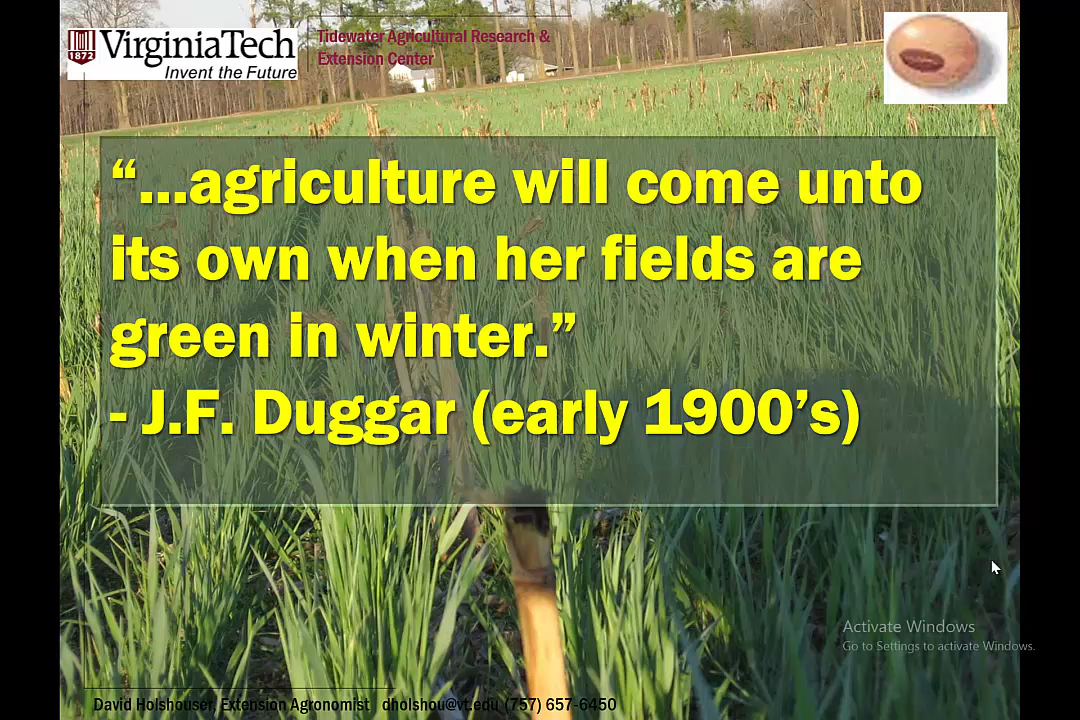 VirginiaTech
1872
Invent the Future
Tidewater Agricultural Research &
Extension Center
“...agriculture will come unto
its own when her fields are
green in winter.”
- J.F. Duggar (early 1900’s)
Activate Windows
Go to Settings to activate Windows.
David Holshouser, Extension Agronomist dholshou@vt.edu (757) 657-6450